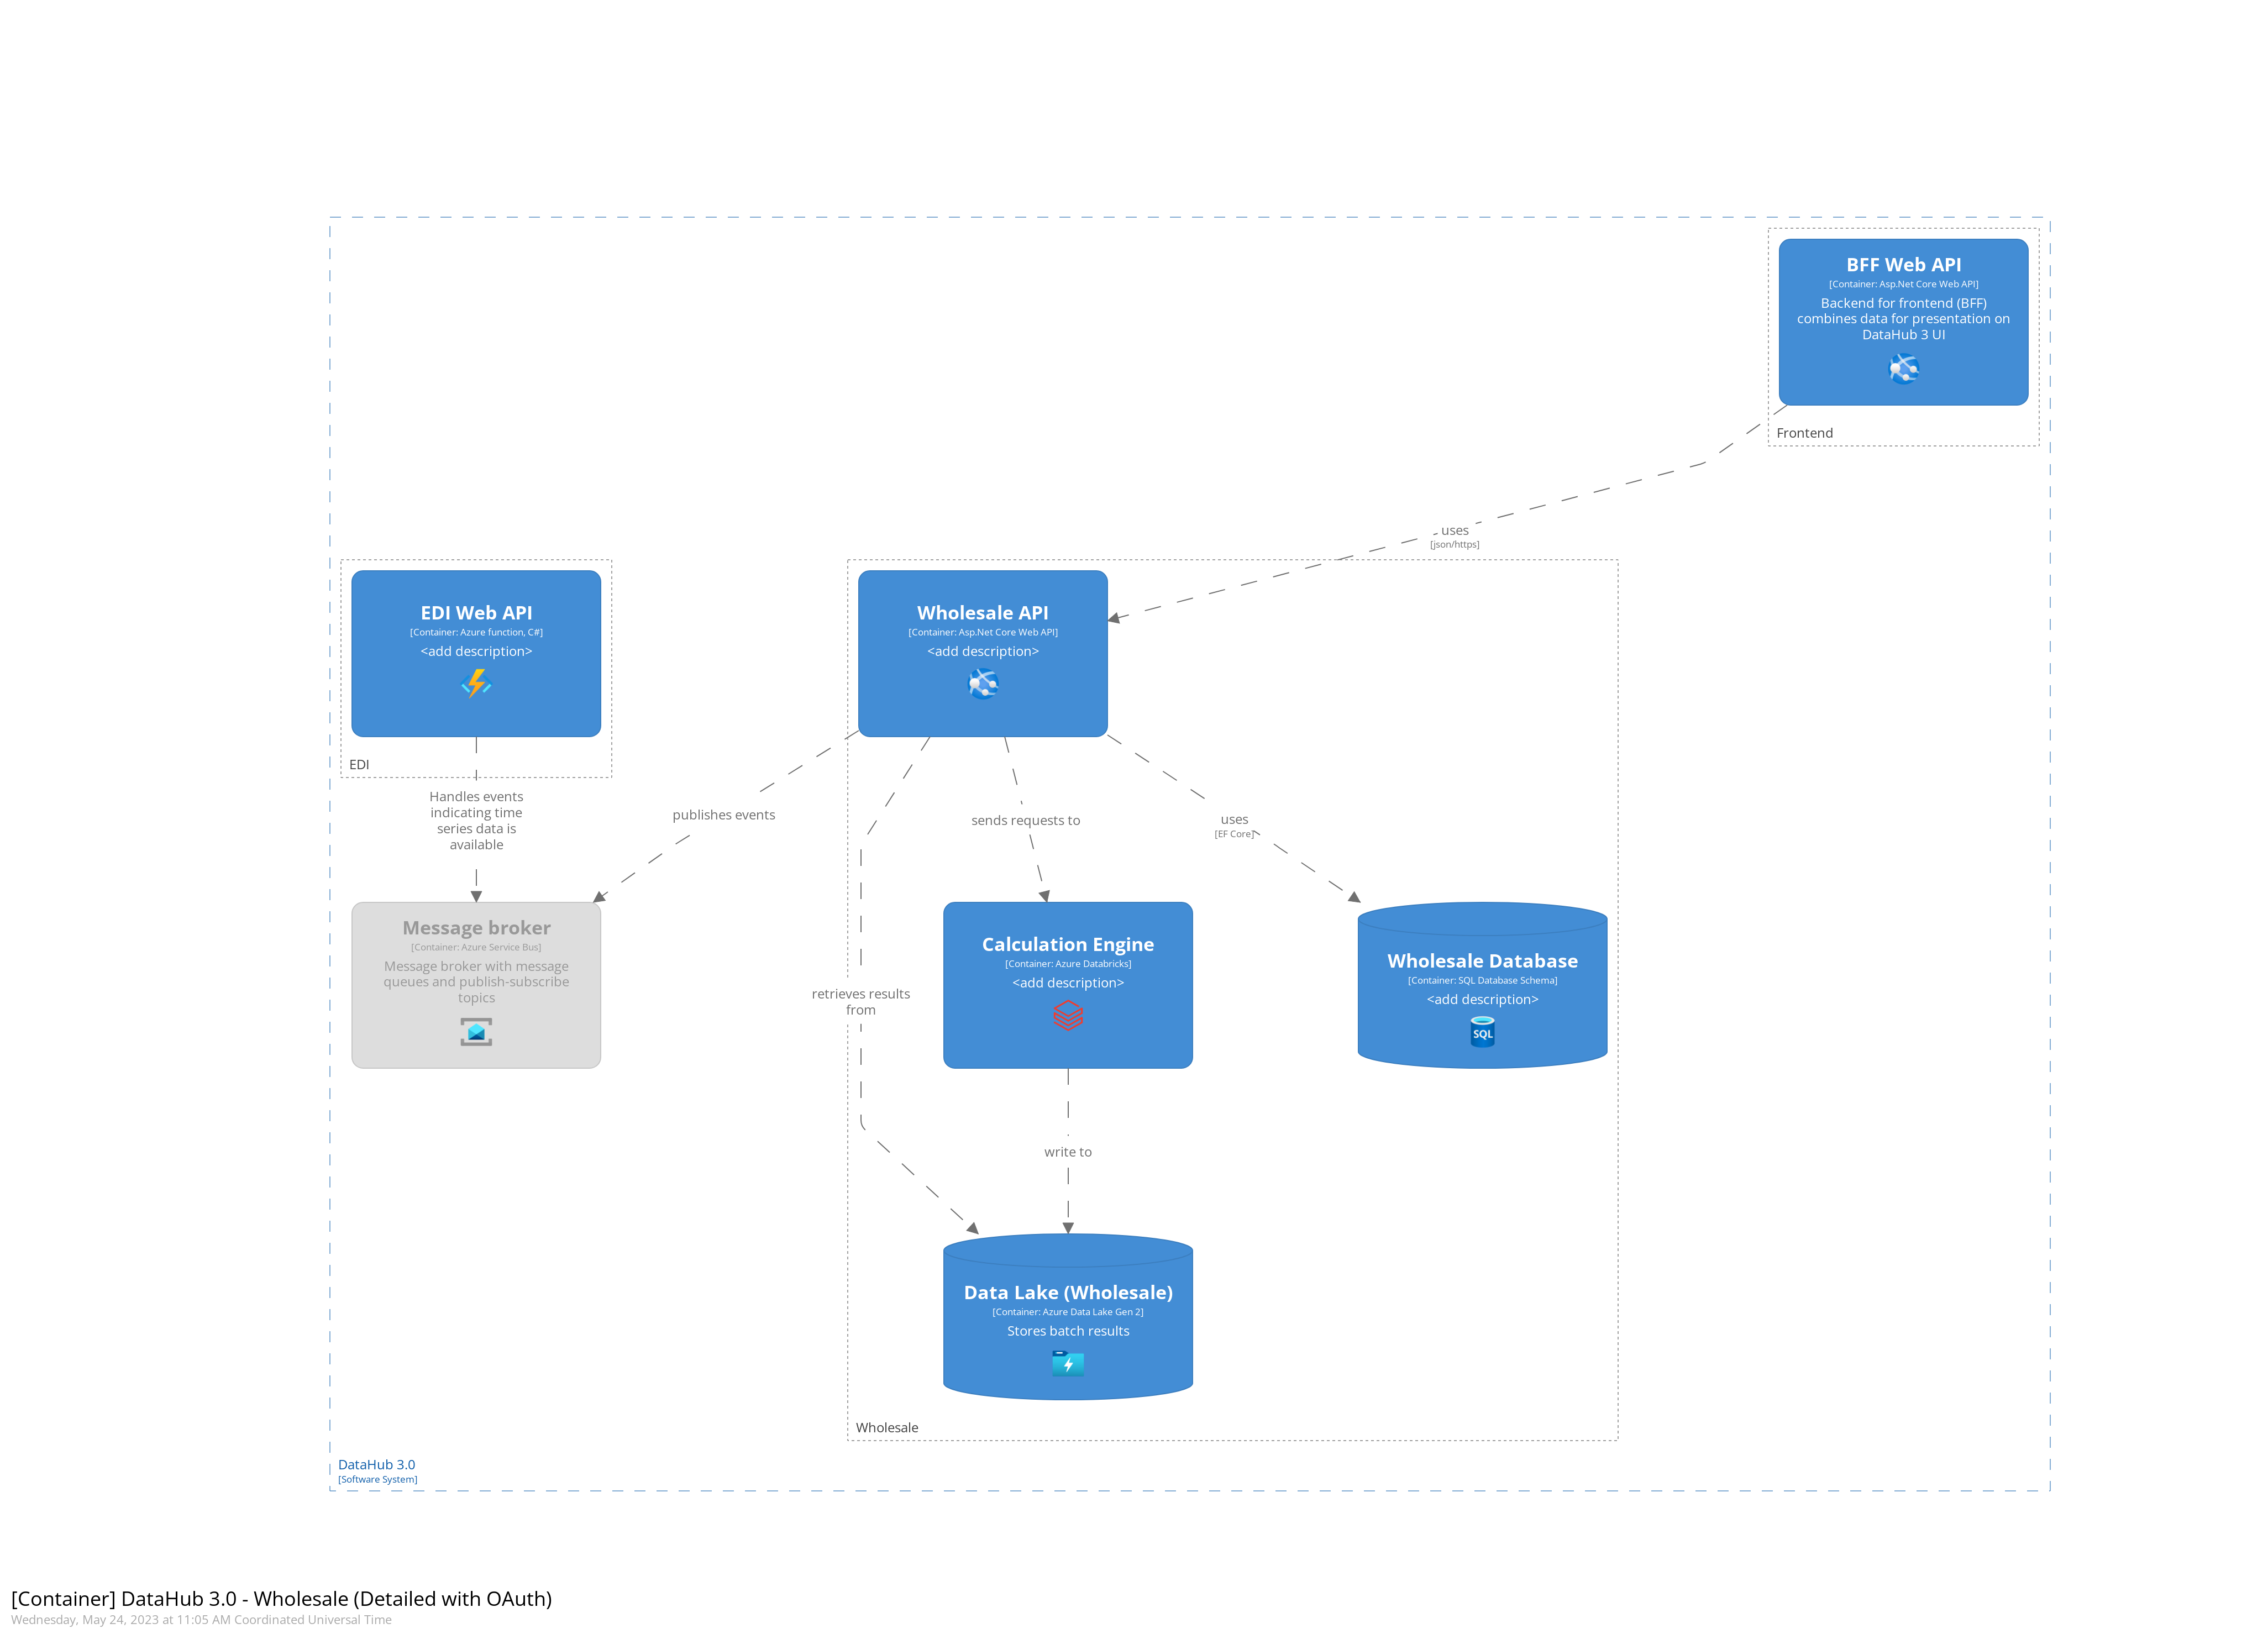 BFF Web API
[Container: Asp.Net Core Web API]
Backend for frontend (BFF)
combines data for presentation on
DataHub 3 UI
Frontend
uses
[json/https]
EDI Web API
[Container: Azure function, C#]
<add description>
EDI
Wholesale API
[Container: Asp.Net Core Web API]
<add description>
Handles events
indicating time
series data is
available
publishes events
sends requests to
uses
[EF Core]
Message broker
[Container: Azure Service Bus]
Message broker with message
queues and publish-subscribe
topics
retrieves results
from
Calculation Engine
[Container: Azure Databricks]
<add description>
Wholesale Database
[Container: SQL Database Schema]
<add description>
SQL
write to
Data Lake (Wholesale)
[Container: Azure Data Lake Gen 2]
Stores batch results
Wholesale
DataHub 3.0
[Software System]
[Container] DataHub 3.0 - Wholesale (Detailed with OAuth)
Wednesday, May 24, 2023 at 11:05 AM Coordinated Universal Time